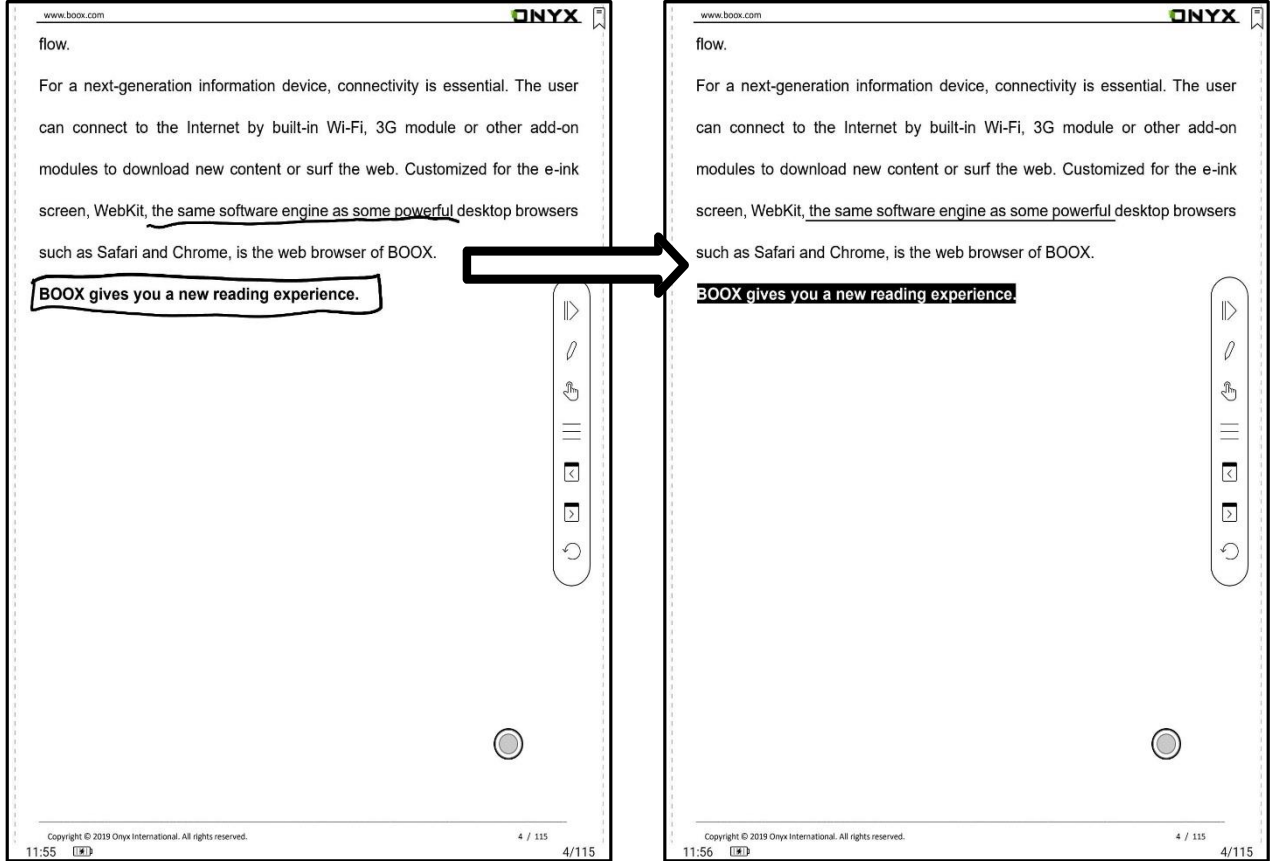 www.boox.com
ONYX
flow.
For a next-generation information device, connectivity is essential. The user
can connect to the Internet by built-in Wi-Fi, 3G module or other add-on
modules to download new content or surf the web. Customized for the e-ink
screen, WebKit, the same software engine as some powerful desktop browsers
such as Safari and Chrome, is the web browser of BOOX.
BOOX gives you a new reading experience.
Copyright © 2019 Onyx International. All rights reserved.
4 / 115
11:55
4/115
www.boox.com
ONYX
flow.
For a next-generation information device, connectivity is essential. The user
can connect to the Internet by built-in Wi-Fi, 3G module or other add-on
modules to download new content or surf the web. Customized for the e-ink
screen, WebKit, the same software engine as some powerful desktop browsers
such as Safari and Chrome, is the web browser of BOOX.
BOOX gives you a new reading experience.
Copyright © 2019 Onyx International. All rights reserved.
4 / 115
11:56
4/115